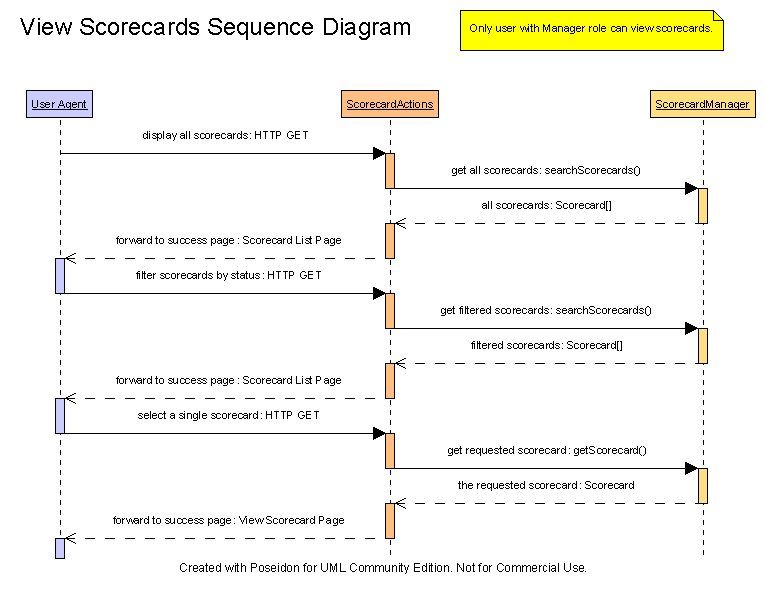 View Scorecards Sequence Diagram
Only user with Manager role can view scorecards.
User Agent
ScorecardActions
ScorecardManager
display all scorecards: HTTP GET
get all scorecards: searchScorecards()
all scorecards: Scorecard[]
forward to success page: Scorecard List Page
filter scorecards by status: HTTP GET
get filtered scorecards: searchScorecards()
filtered scorecards: Scorecard[]
forward to success page: Scorecard List Page
select a single scorecard: HTTP GET
get requested scorecard: getScorecard()
the requested scorecard: Scorecard
forward to success page: View Scorecard Page
Created with Poseidon for UML Community Edition. Not for Commercial Use.